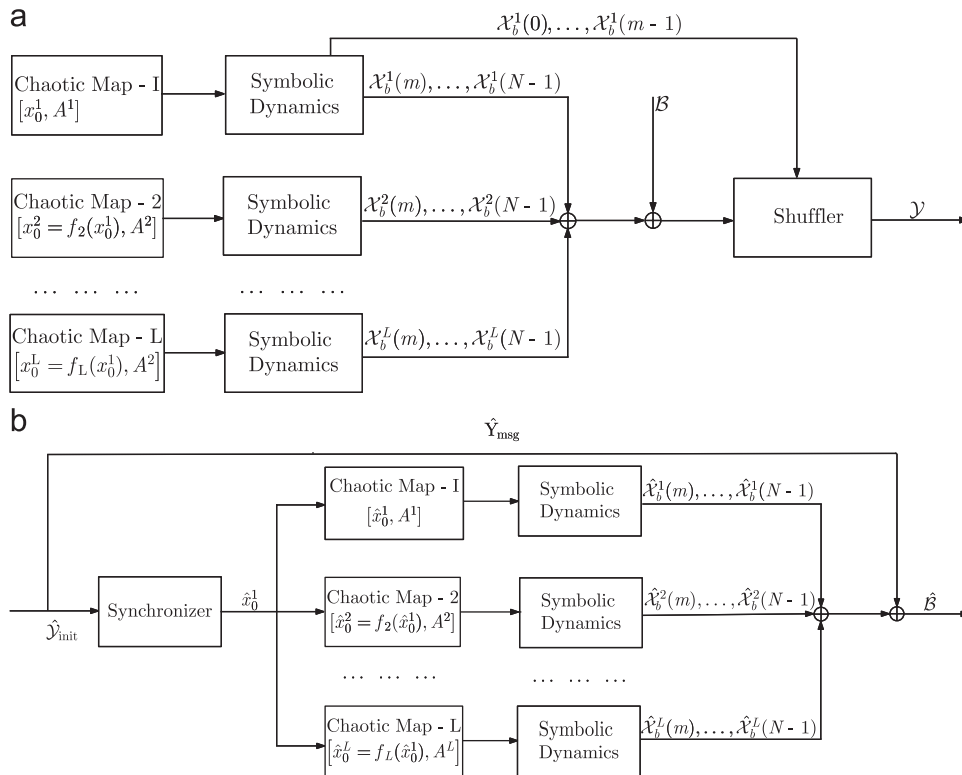 a
𝒳_b^1(0), …, 𝒳_b^1(m - 1)
Chaotic Map - I
[x_0^1, A^1]
Symbolic
Dynamics
𝒳_b^1(m), …, 𝒳_b^1(N - 1)
ℬ
Chaotic Map - 2
[x_0^2 = f_2(x_0^1), A^2]
Symbolic
Dynamics
𝒳_b^2(m), …, 𝒳_b^2(N - 1)
Shuffler
𝒴
… … …
… … …
Chaotic Map - L
[x_0^L = f_L(x_0^1), A^2]
Symbolic
Dynamics
𝒳_b^L(m), …, 𝒳_b^L(N - 1)
b
Ŷ_msg
Chaotic Map - I
[x̂_0^1, A^1]
Symbolic
Dynamics
𝒳̂_b^1(m), …, 𝒳̂_b^1(N - 1)
𝒴̂_init
Synchronizer
x̂_0^1
Chaotic Map - 2
[x̂_0^2 = f_2(x̂_0^1), A^2]
Symbolic
Dynamics
𝒳̂_b^2(m), …, 𝒳̂_b^2(N - 1)
ℬ̂
… … …
… … …
Chaotic Map - L
[x̂_0^L = f_L(x̂_0^1), A^L]
Symbolic
Dynamics
𝒳̂_b^L(m), …, 𝒳̂_b^L(N - 1)